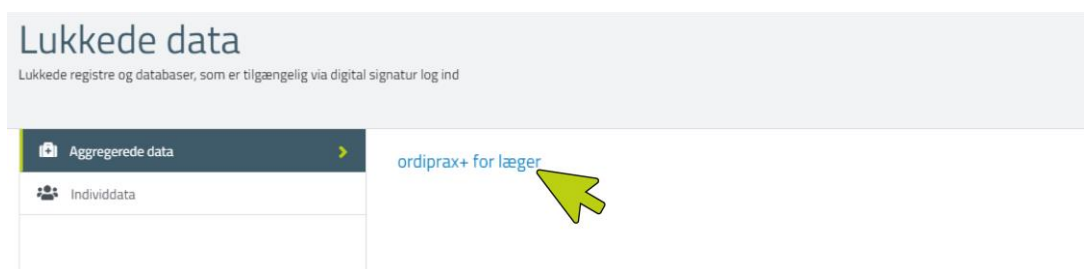 Lukkede data
Lukkede registre og databaser, som er tilgængelig via digital signatur log ind
Aggregerede data
ordiprax+ for læger
Individdata